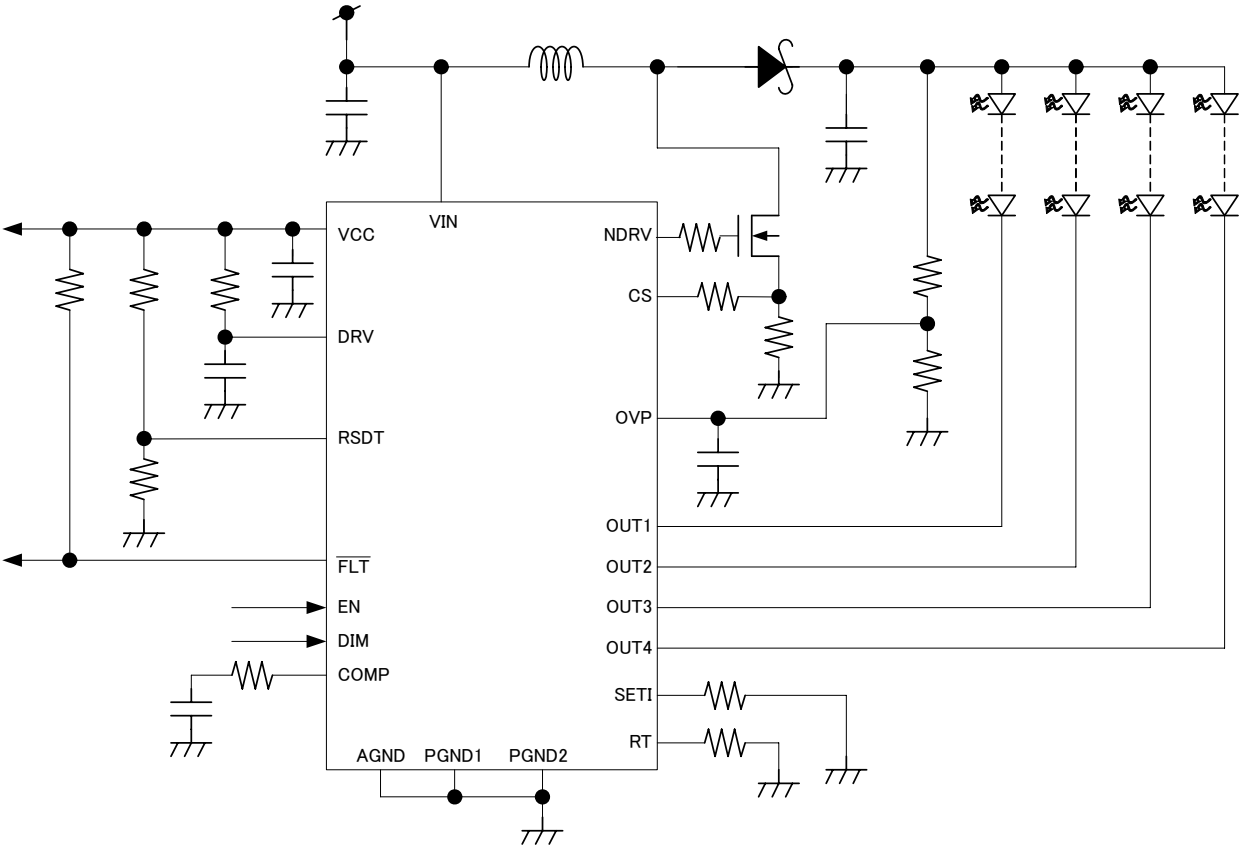 VIN
VCC
NDRV
CS
DRV
OVP
RSDT
OUT1
FLT
OUT2
EN
OUT3
DIM
OUT4
COMP
SETI
RT
AGND PGND1 PGND2